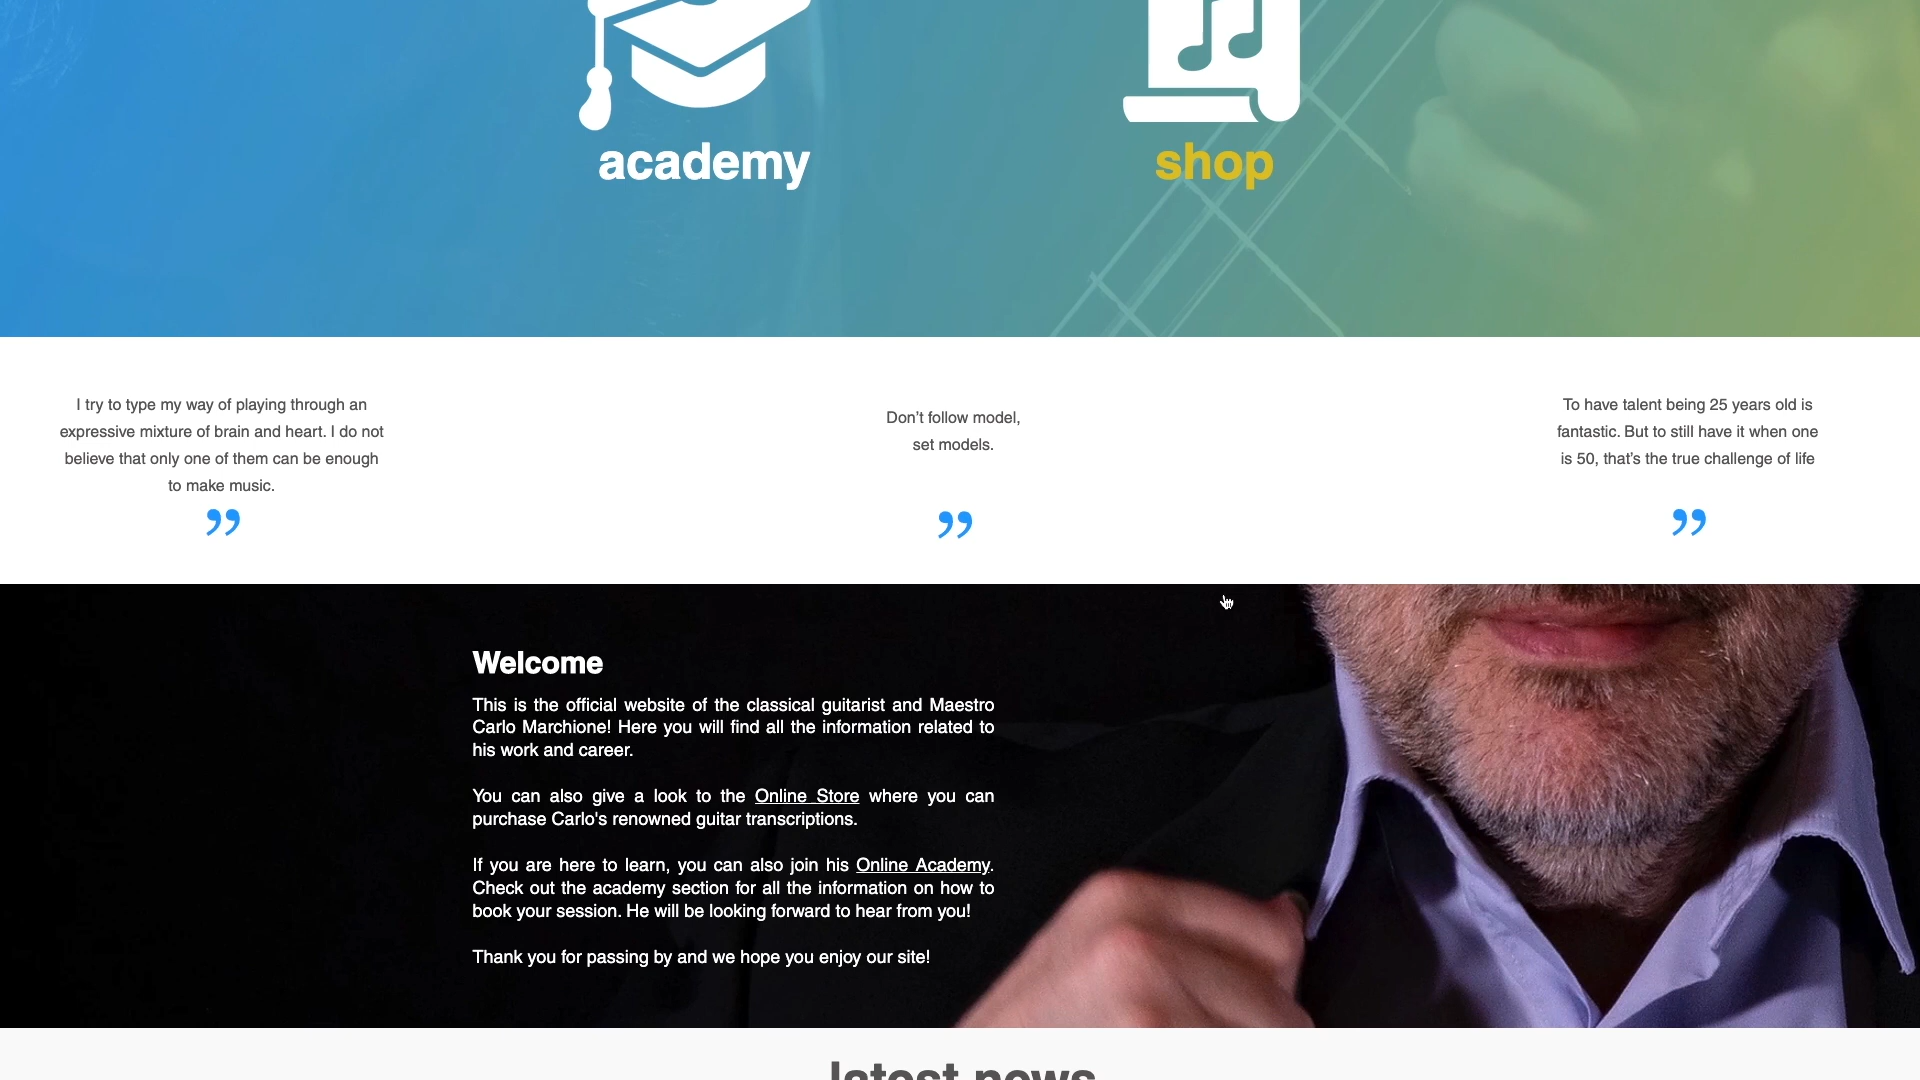 academy
shop
I try to type my way of playing through an
expressive mixture of brain and heart. I do not
believe that only one of them can be enough
to make music.
”
Don’t follow model,
set models.
”
To have talent being 25 years old is
fantastic. But to still have it when one
is 50, that’s the true challenge of life
”
Welcome
This is the official website of the classical guitarist and Maestro
Carlo Marchione! Here you will find all the information related to
his work and career.
You can also give a look to the Online Store where you can
purchase Carlo's renowned guitar transcriptions.
If you are here to learn, you can also join his Online Academy.
Check out the academy section for all the information on how to
book your session. He will be looking forward to hear from you!
Thank you for passing by and we hope you enjoy our site!
latest news